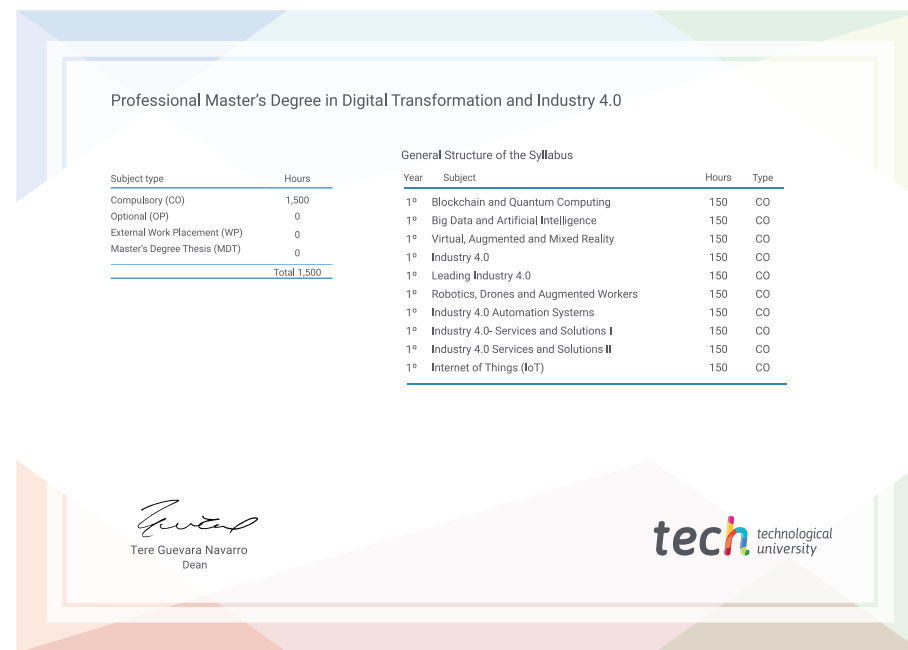 Professional Master's Degree in Digital Transformation and Industry 4.0
Subject type Hours
Compulsory (CO) 1,500
Optional (OP) 0
External Work Placement (WP) 0
Master's Degree Thesis (MDT) 0
Total 1,500
General Structure of the Syllabus
Year Subject Hours Type
1º Blockchain and Quantum Computing 150 CO
1º Big Data and Artificial Intelligence 150 CO
1º Virtual, Augmented and Mixed Reality 150 CO
1º Industry 4.0 150 CO
1º Leading Industry 4.0 150 CO
1º Robotics, Drones and Augmented Workers 150 CO
1º Industry 4.0 Automation Systems 150 CO
1º Industry 4.0- Services and Solutions I 150 CO
1º Industry 4.0 Services and Solutions II 150 CO
1º Internet of Things (IoT) 150 CO
Tere Guevara Navarro
Dean
tech technological
university